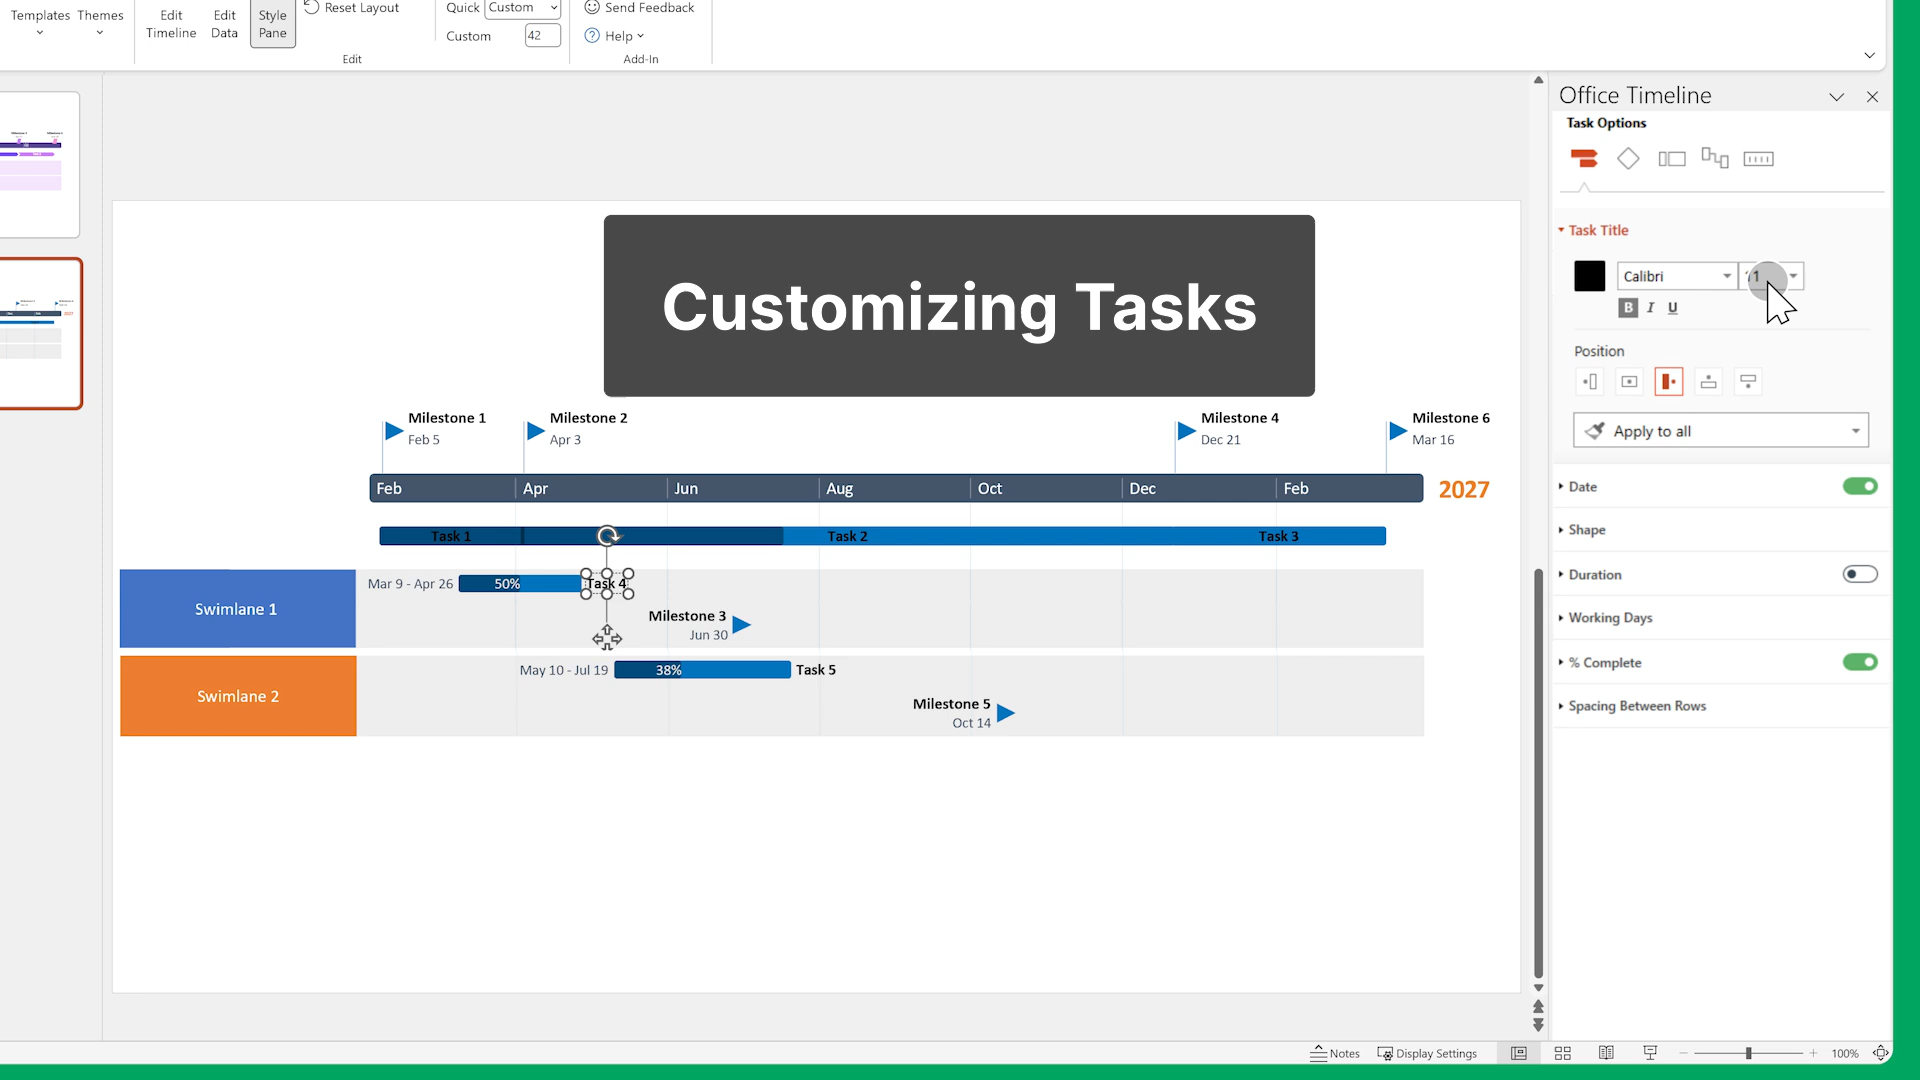 Templates
Themes
Edit
Timeline
Edit
Data
Style
Pane
Reset Layout
Edit
Quick
Custom
Custom
42
Send Feedback
Help
Add-In
Customizing Tasks
Milestone 1
Feb 5
Milestone 2
Apr 3
Milestone 4
Dec 21
Milestone 6
Mar 16
Feb
Apr
Jun
Aug
Oct
Dec
Feb
2027
Task 1
Task 2
Task 3
Swimlane 1
Mar 9 - Apr 26
50%
Task 4
Milestone 3
Jun 30
Swimlane 2
May 10 - Jul 19
38%
Task 5
Milestone 5
Oct 14
Office Timeline
Task Options
Task Title
Calibri
B I U
Position
Apply to all
Date
Shape
Duration
Working Days
% Complete
Spacing Between Rows
Notes
Display Settings
100%